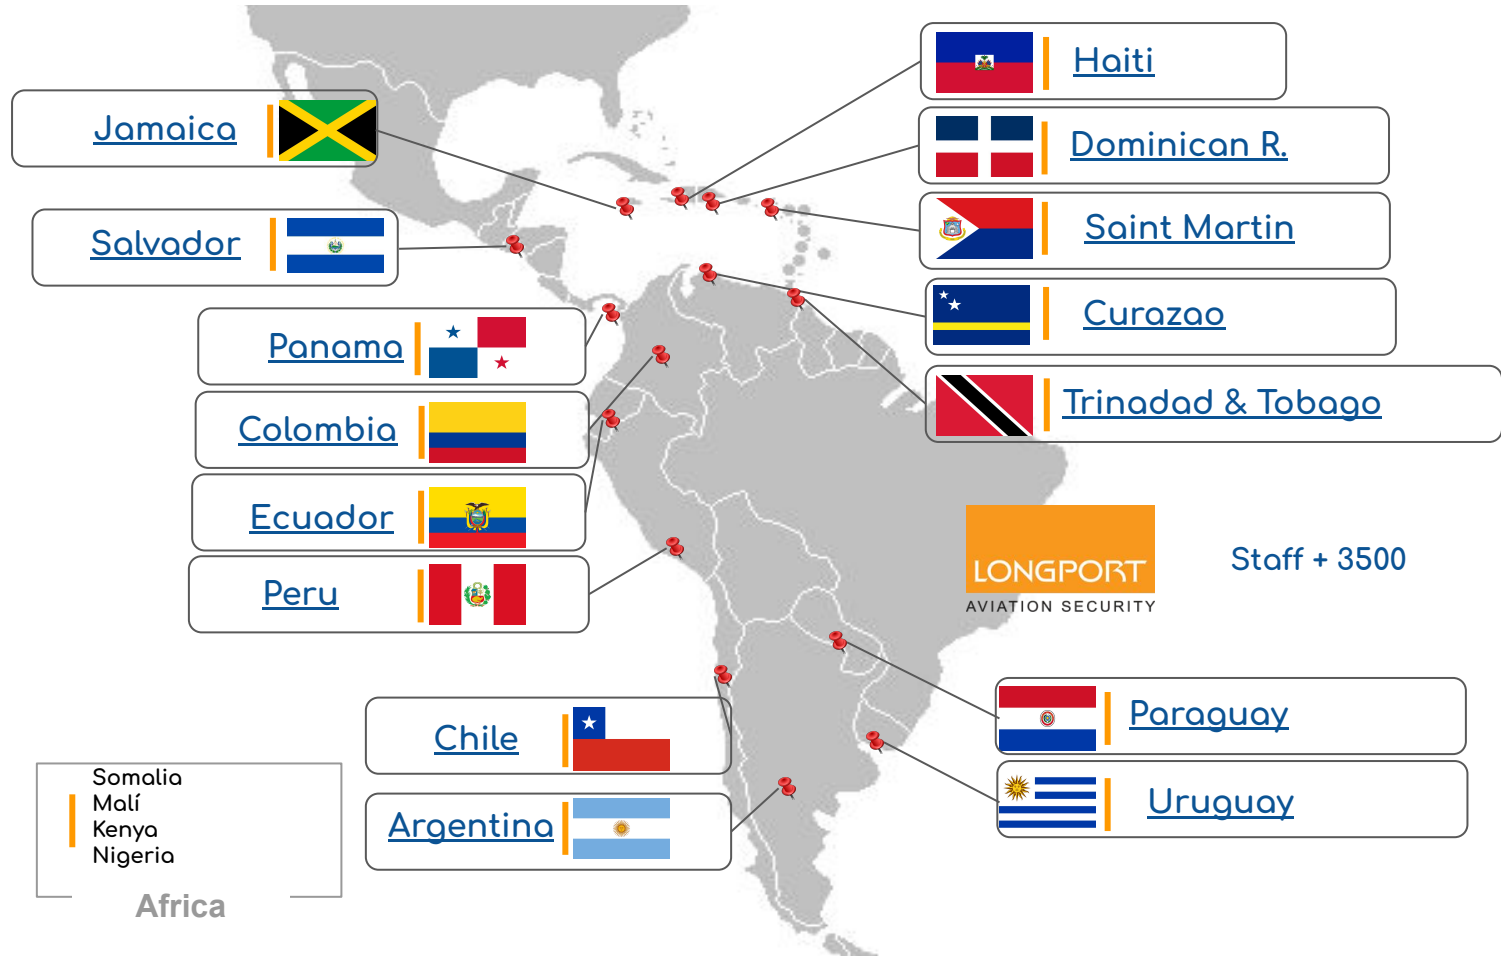 Haiti
Jamaica
Dominican R.
Salvador
Saint Martin
Curazao
Panama
Trinadad & Tobago
Colombia
Ecuador
Peru
LONGPORT
AVIATION SECURITY
Staff + 3500
Paraguay
Chile
Uruguay
Argentina
Somalia
Malí
Kenya
Nigeria
Africa